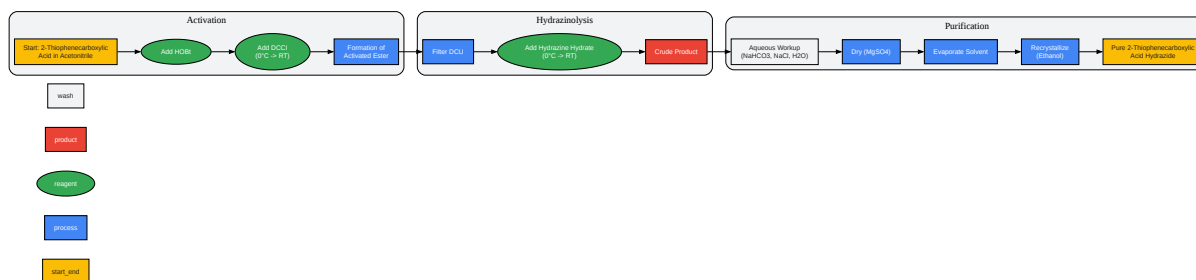 Activation
Start: 2-Thiophenecarboxylic
Acid in Acetonitrile
Add HOBt
Add DCCI
(0°C -> RT)
Formation of
Activated Ester
Hydrazinolysis
Filter DCU
Add Hydrazine Hydrate
(0°C -> RT)
Crude Product
Purification
Aqueous Workup
(NaHCO3, NaCl, H2O)
Dry (MgSO4)
Evaporate Solvent
Recrystallize
(Ethanol)
Pure 2-Thiophenecarboxylic
Acid Hydrazide
wash
product
reagent
process
start_end